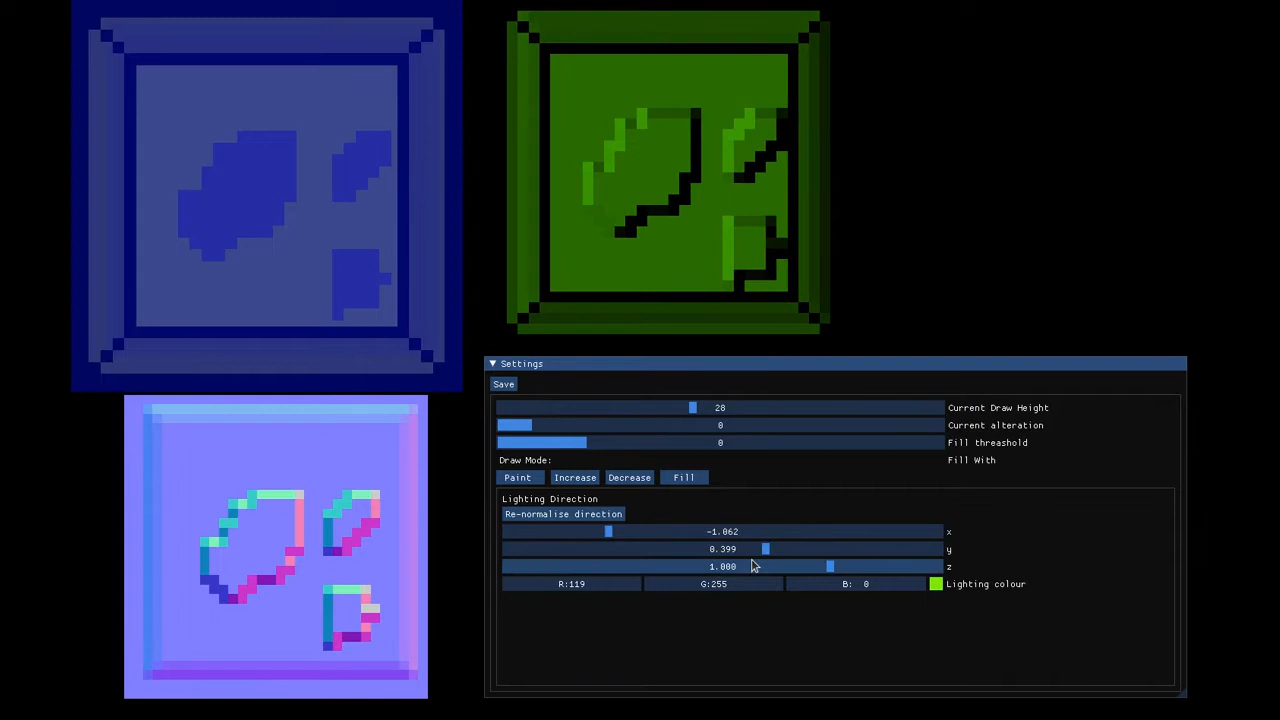 Settings
Save
28 Current Draw Height
0 Current alteration
0 Fill threashold
Draw Mode: Fill With
Paint Increase Decrease Fill
Lighting Direction
Re-normalise direction
-1.062 x
0.399 y
1.000 z
R:119 G:255 B: 0 Lighting colour